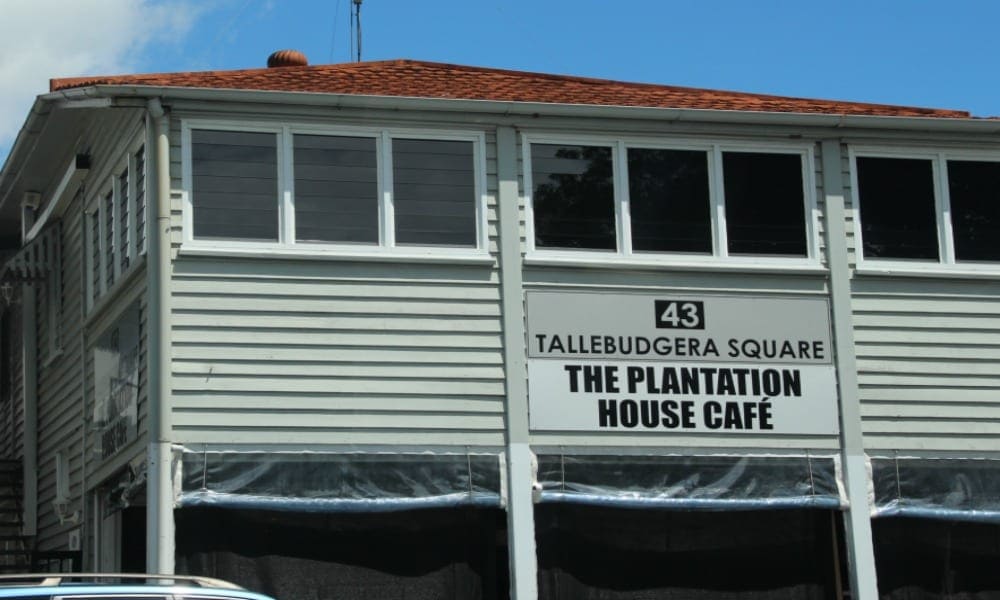 43
TALLEBUDGERA SQUARE
THE PLANTATION
HOUSE CAFÉ